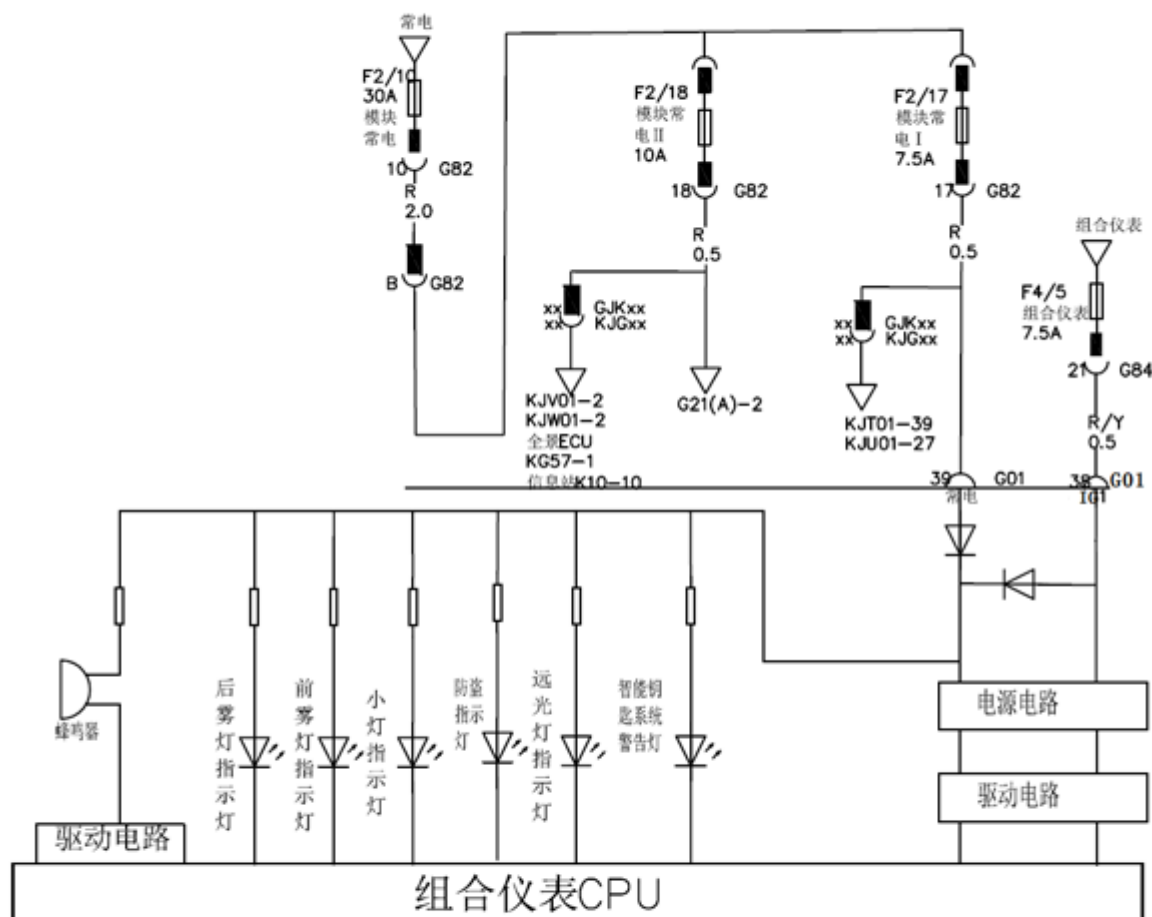 常电
F2/10
30A
模块
常电
10
G82
R
2.0
B
G82
F2/18
模块常
电Ⅱ
10A
18
G82
R
0.5
xx GJKxx
xx KJGxx
KJV01-2
KJW01-2
全景ECU
KG57-1
信息站K10-10
G21(A)-2
F2/17
模块常
电Ⅰ
7.5A
17
G82
R
0.5
xx GJKxx
xx KJGxx
KJT01-39
KJU01-27
组合仪表
F4/5
组合仪表
7.5A
21
G84
R/Y
0.5
39
G01
常电
38
G01
IG1
蜂鸣器
后雾灯指示灯
前雾灯指示灯
小灯指示灯
防盗
指示
灯
远光灯指示灯
智能钥
匙系统
警告灯
电源电路
驱动电路
驱动电路
组合仪表CPU